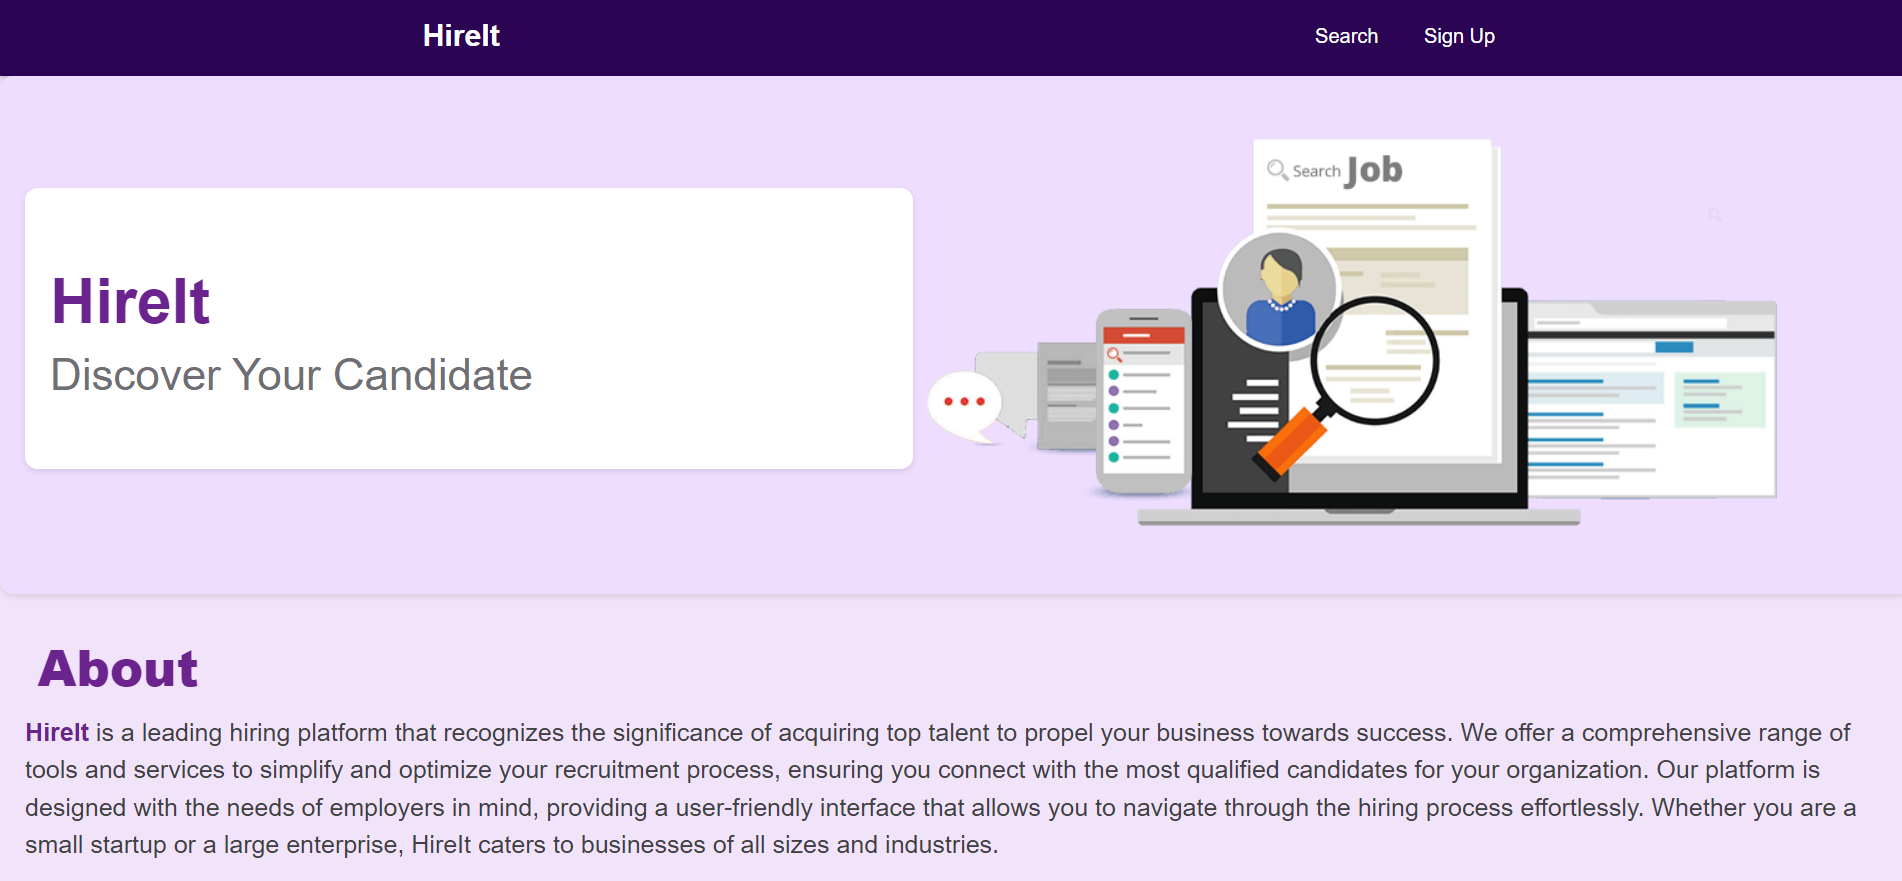 HireIt
Search
Sign Up
Search Job
HireIt
Discover Your Candidate
About
HireIt is a leading hiring platform that recognizes the significance of acquiring top talent to propel your business towards success. We offer a comprehensive range of
tools and services to simplify and optimize your recruitment process, ensuring you connect with the most qualified candidates for your organization. Our platform is
designed with the needs of employers in mind, providing a user-friendly interface that allows you to navigate through the hiring process effortlessly. Whether you are a
small startup or a large enterprise, HireIt caters to businesses of all sizes and industries.